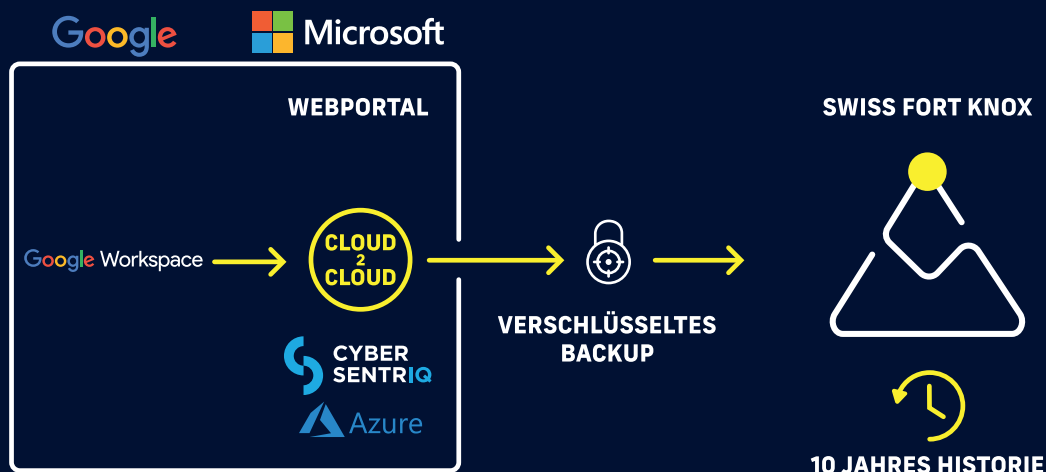 Google
Microsoft
WEBPORTAL
SWISS FORT KNOX
Google Workspace
CLOUD
2
CLOUD
VERSCHLÜSSELTES
BACKUP
CYBER
SENTRIQ
Azure
10 JAHRES HISTORIE